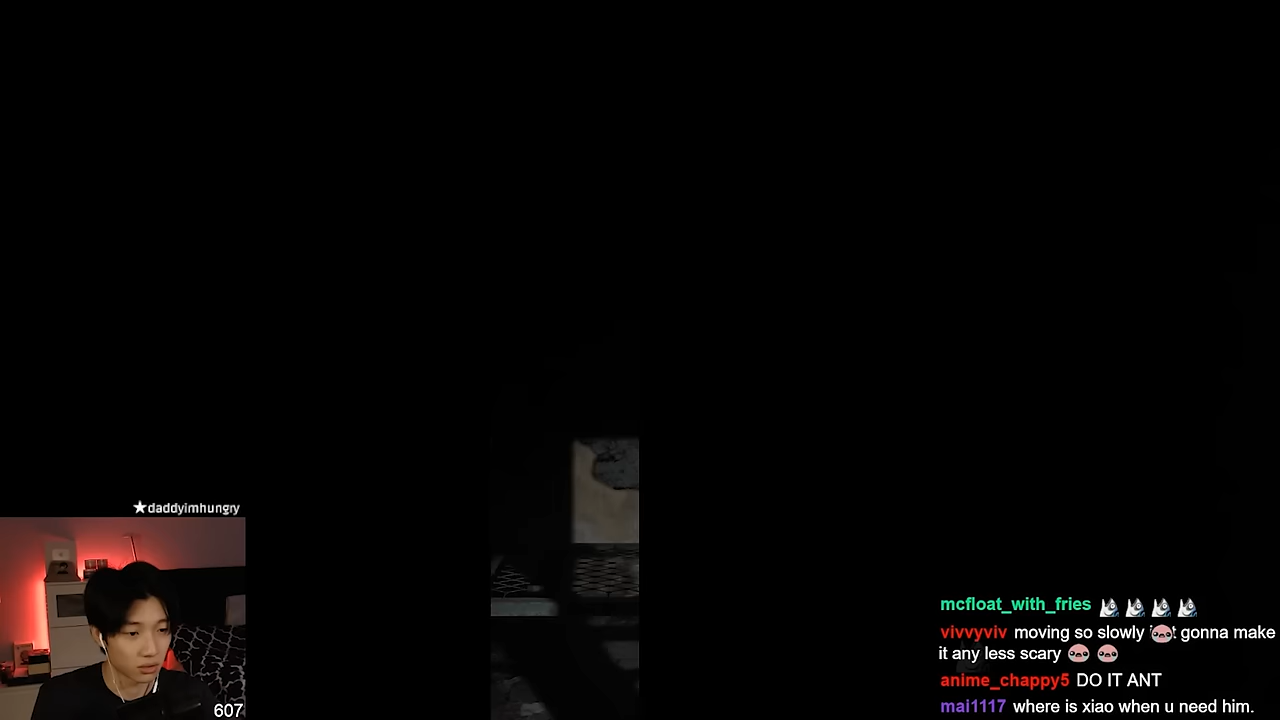 ★daddyimhungry
607
mcfloat_with_fries
vivvyviv moving so slowly gonna make
it any less scary
anime_chappy5 DO IT ANT
mai1117 where is xiao when u need him.